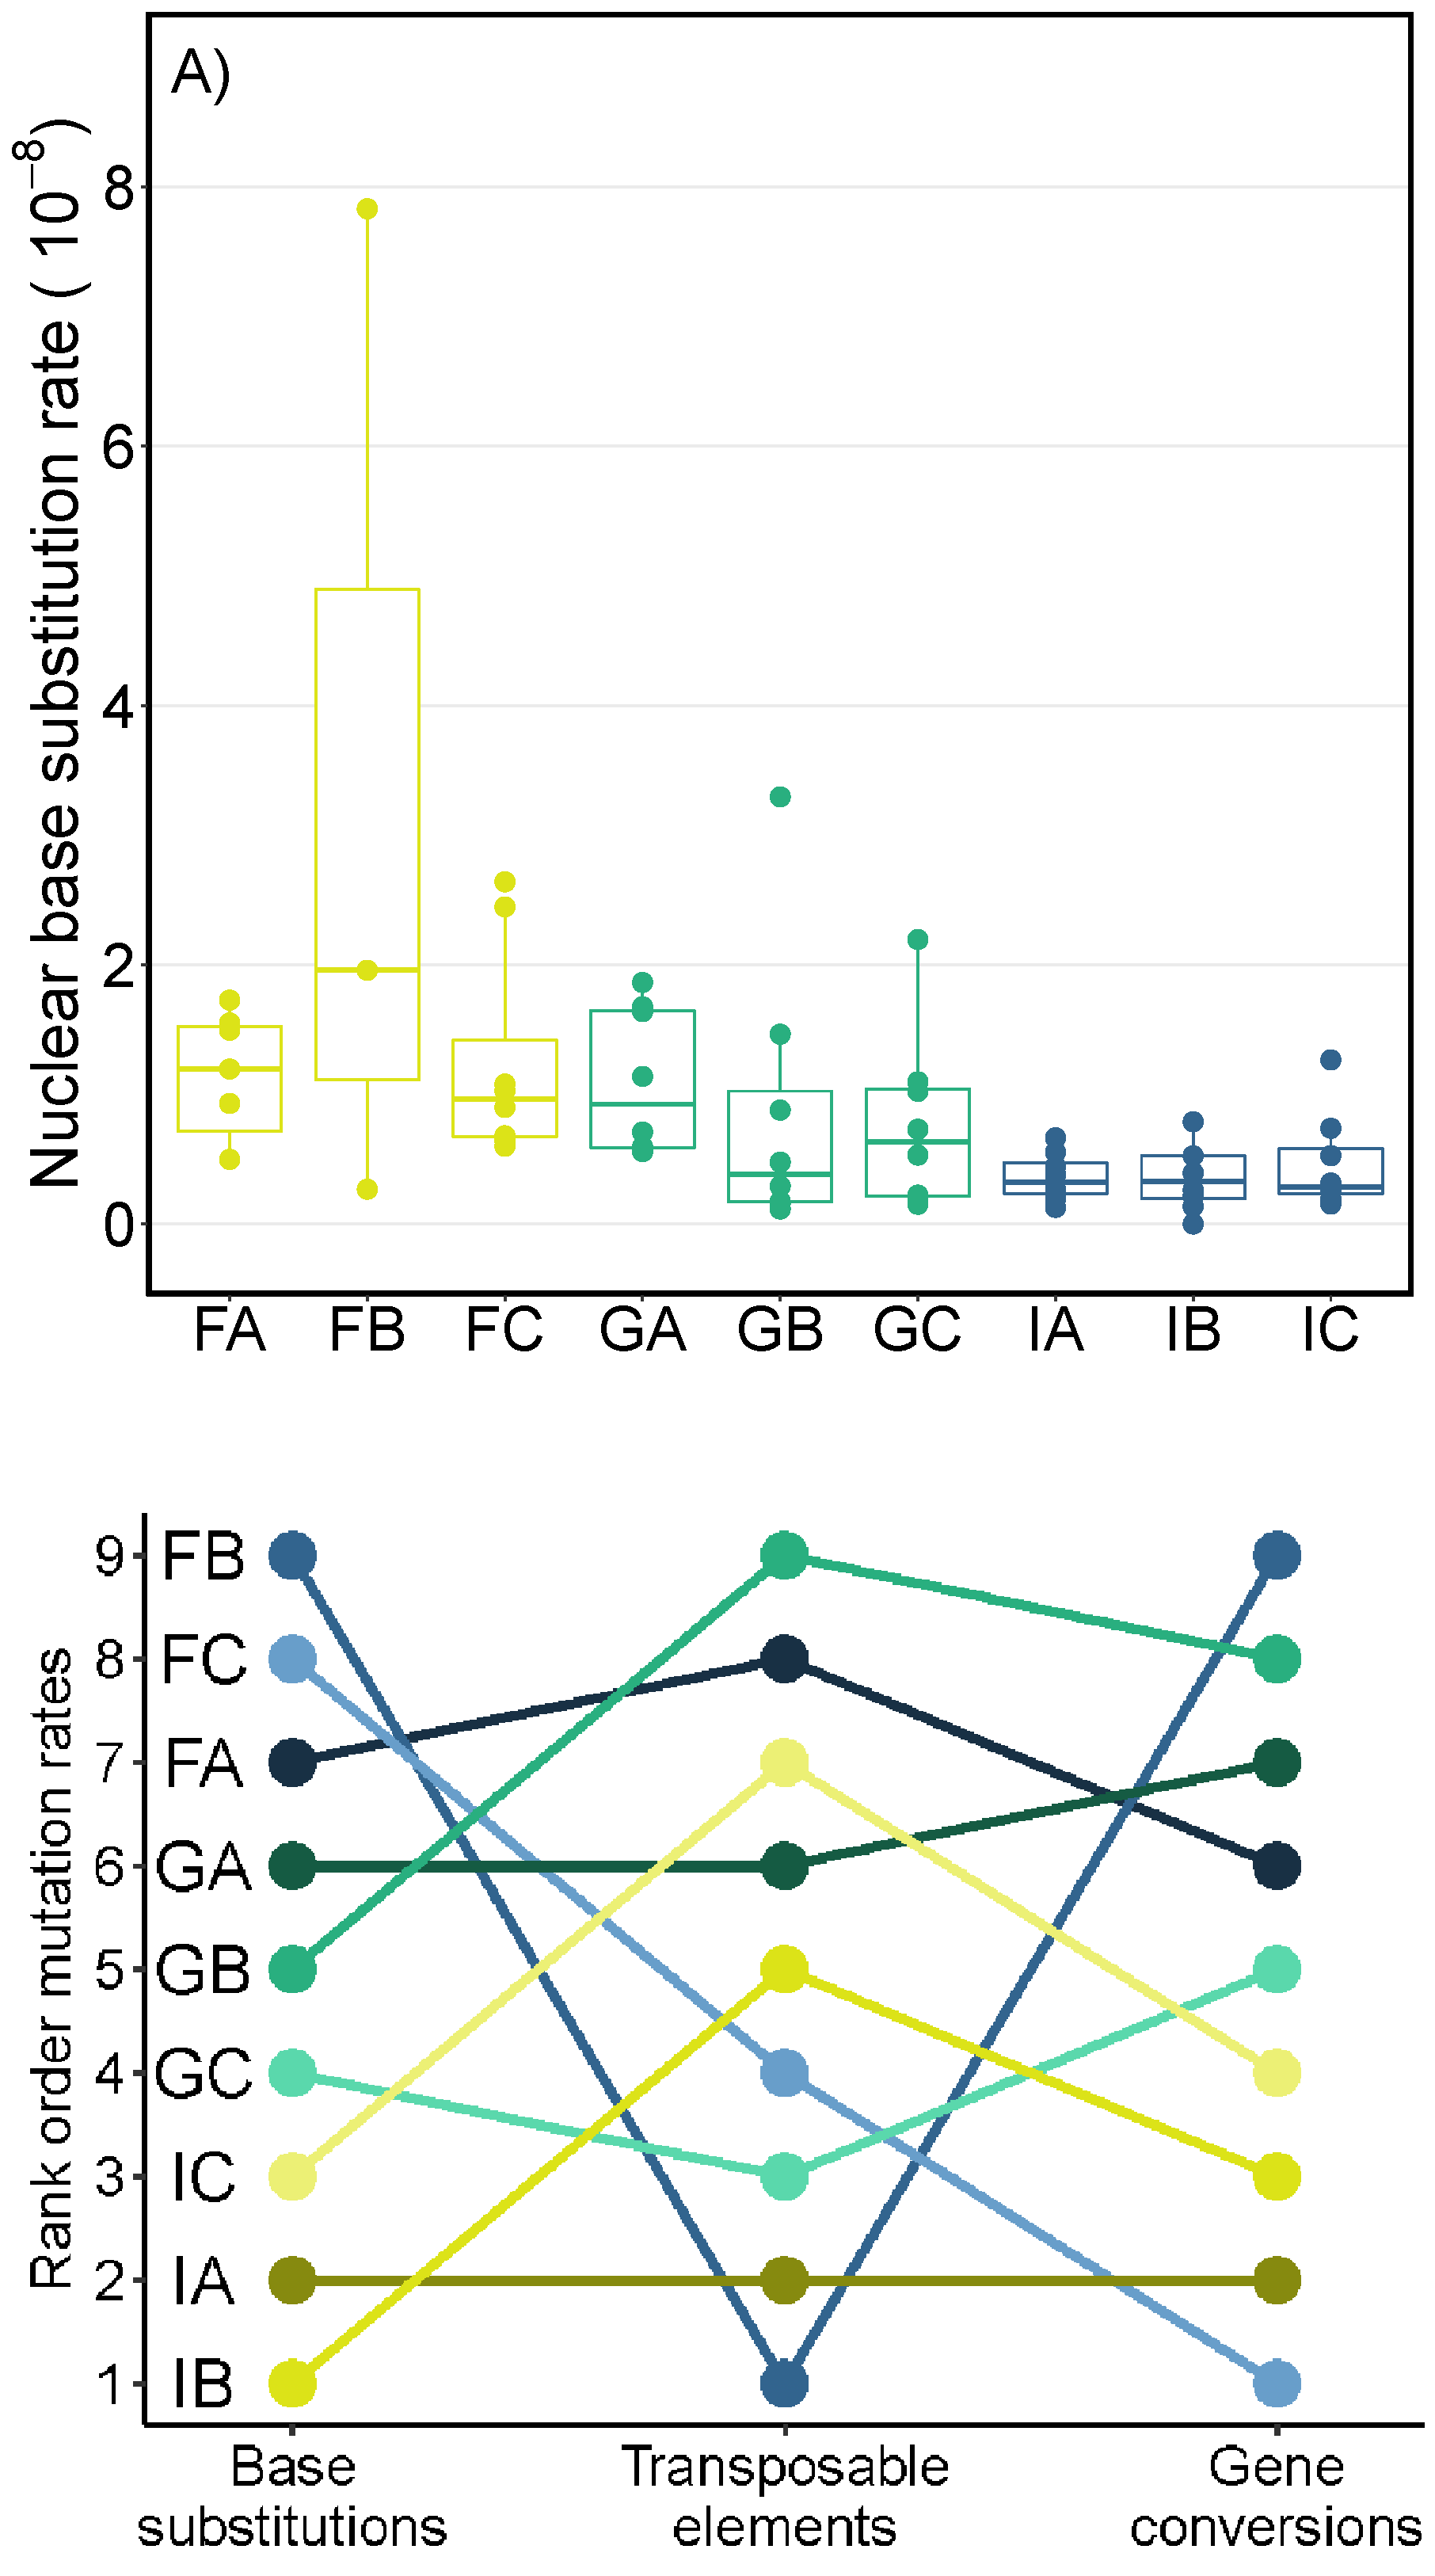 A)
Nuclear base substitution rate ( 10⁻⁸)
8
6
4
2
0
FA FB FC GA GB GC IA IB IC
Rank order mutation rates
9 FB
8 FC
7 FA
6 GA
5 GB
4 GC
3 IC
2 IA
1 IB
Base substitutions
Transposable elements
Gene conversions